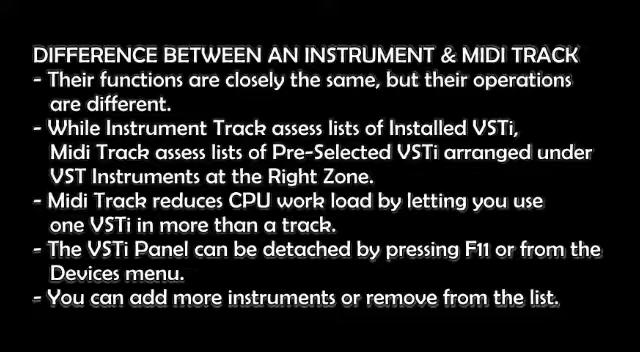 DIFFERENCE BETWEEN AN INSTRUMENT & MIDI TRACK
- Their functions are closely the same, but their operations
are different.
- While Instrument Track assess lists of Installed VSTi,
Midi Track assess lists of Pre-Selected VSTi arranged under
VST Instruments at the Right Zone.
- Midi Track reduces CPU work load by letting you use
one VSTi in more than a track.
- The VSTi Panel can be detached by pressing F11 or from the
Devices menu.
- You can add more instruments or remove from the list.